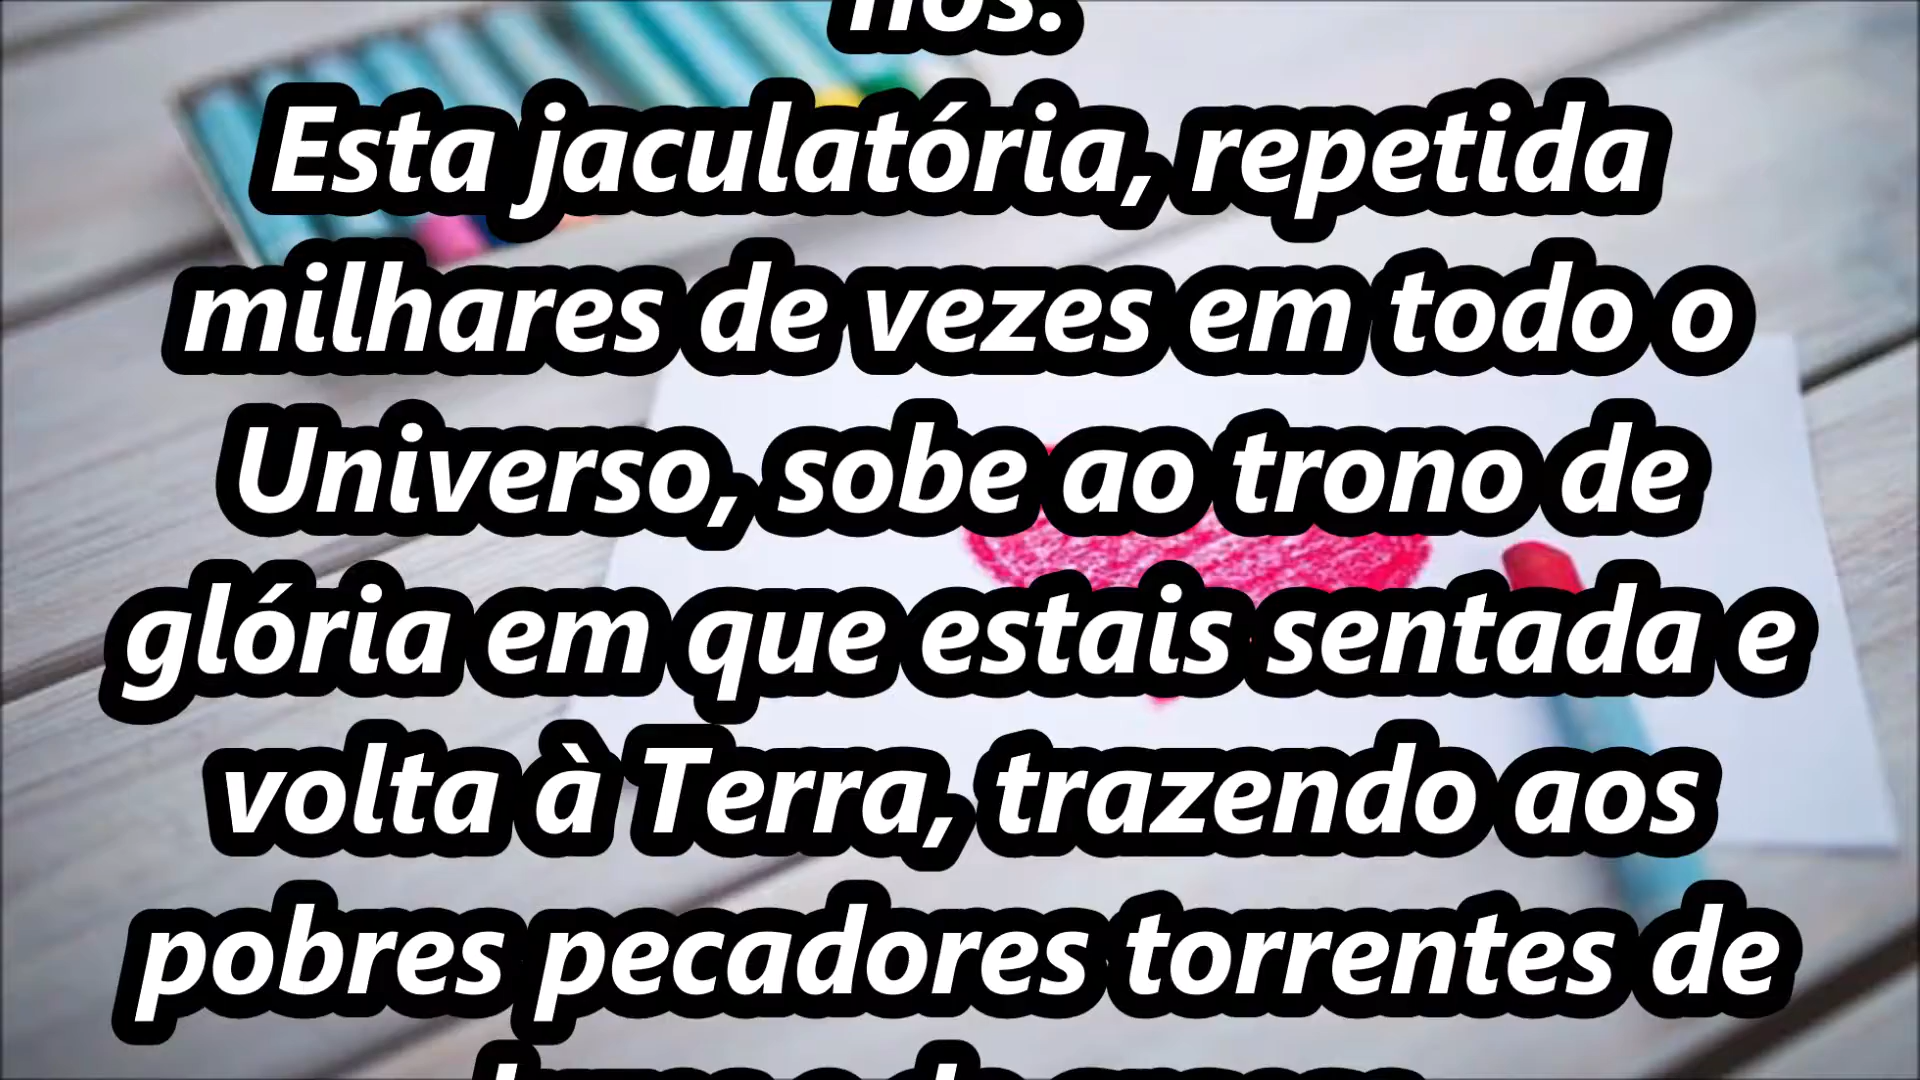 nós.
Esta jaculatória, repetida
milhares de vezes em todo o
Universo, sobe ao trono de
glória em que estais sentada e
volta à Terra, trazendo aos
pobres pecadores torrentes de